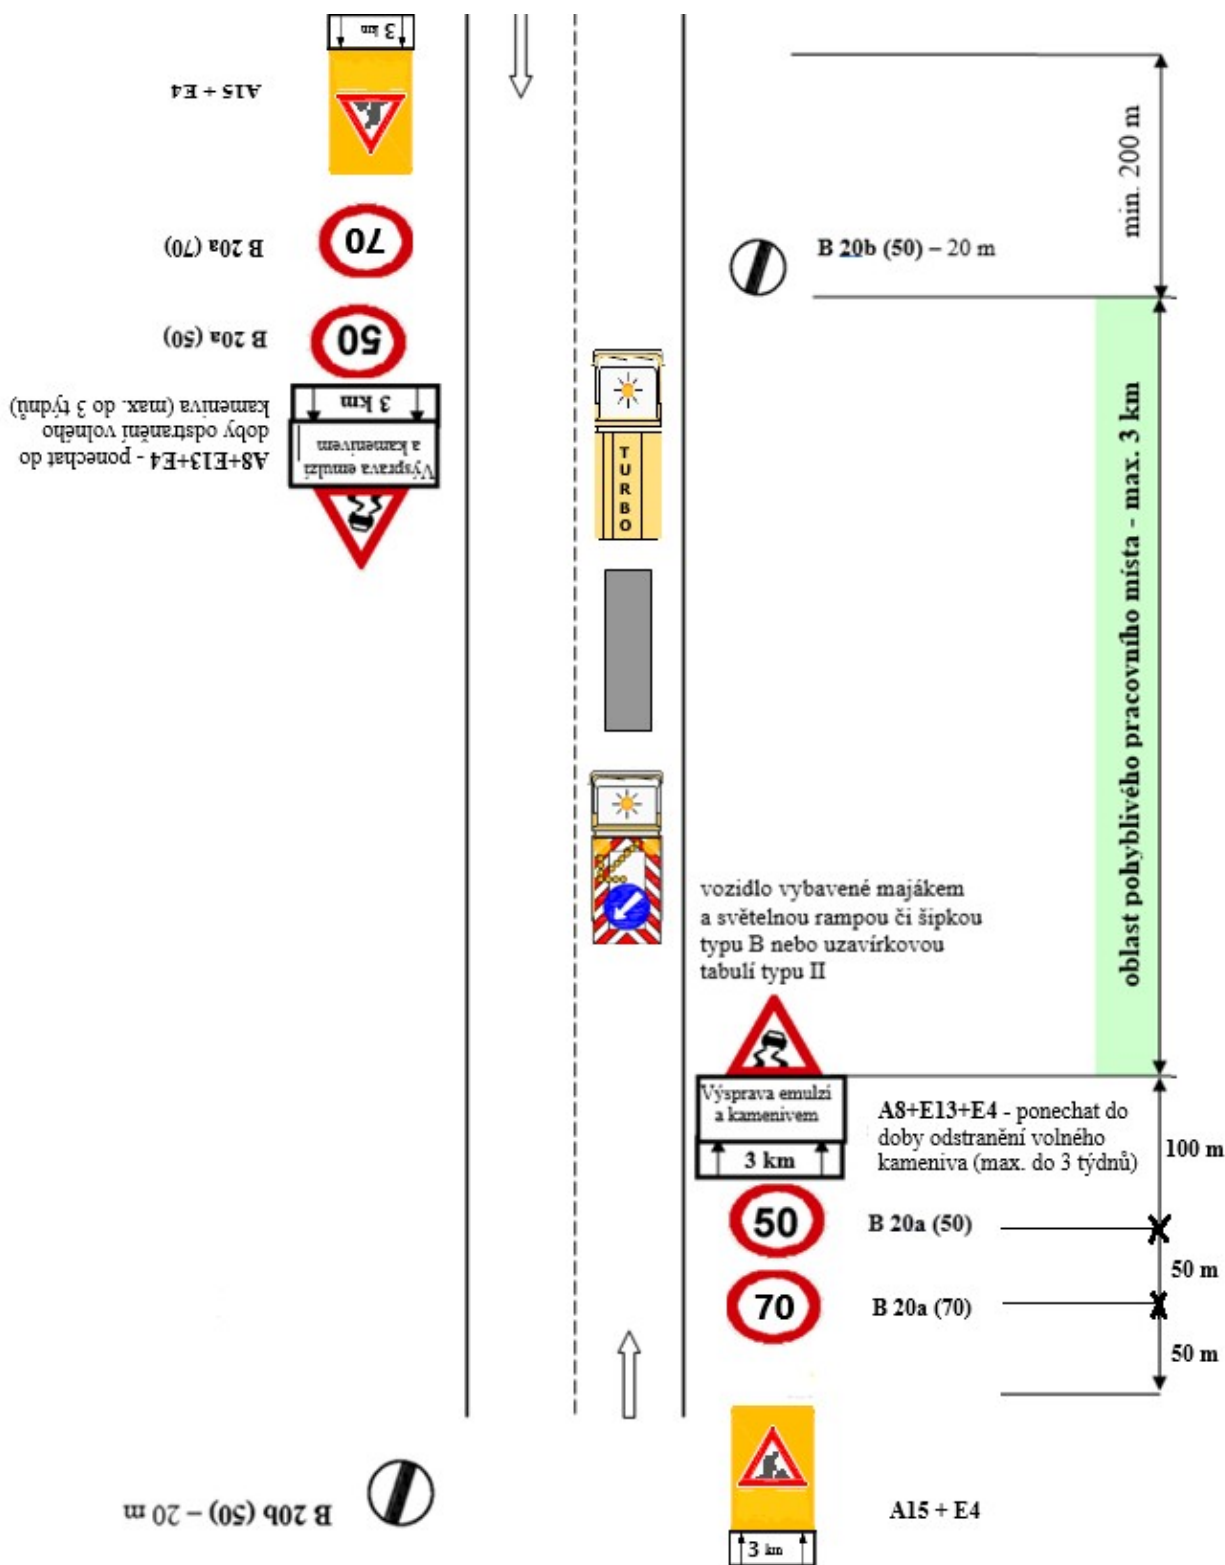 3 km
A15 + E4
70
B 20a (70)
50
B 20a (50)
3 km
Výsprava emulzí
a kamenivem
A8+E13+E4 - ponechat do
doby odstranění volného
kameniva (max. do 3 týdnů)
min. 200 m
B 20b (50) – 20 m
TURBO
oblast pohyblivého pracovního místa - max. 3 km
vozidlo vybavené majákem
a světelnou rampou či šipkou
typu B nebo uzavírkovou
tabulí typu II
Výsprava emulzí
a kamenivem
3 km
A8+E13+E4 - ponechat do
doby odstranění volného
kameniva (max. do 3 týdnů)
100 m
50
B 20a (50)
50 m
70
B 20a (70)
50 m
B 20b (50) – 20 m
A15 + E4
3 km